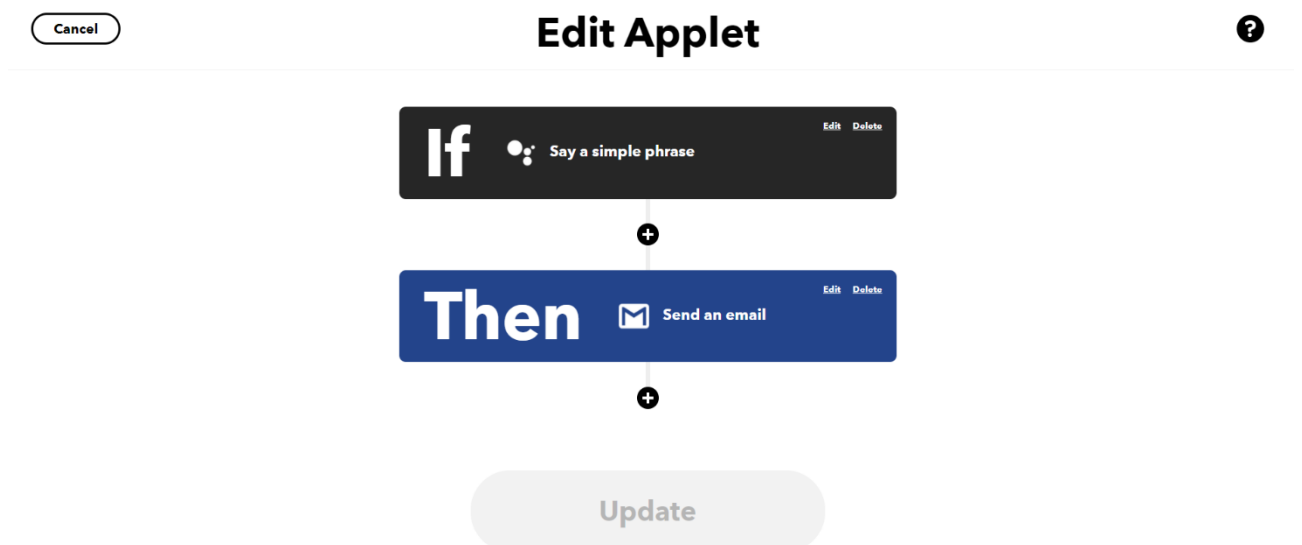 Cancel
Edit Applet
?
If
Say a simple phrase
Edit Delete
+
Then
Send an email
Edit Delete
+
Update